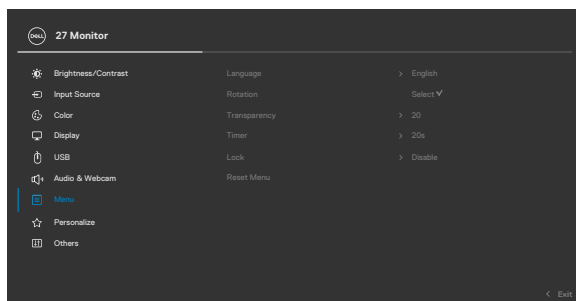 DELL 27 Monitor
Brightness/Contrast Language > English
Input Source Rotation Select ✓
Color Transparency > 20
Display Timer > 20s
USB Lock > Disable
Audio & Webcam Reset Menu
Menu
Personalize
Others
< Exit